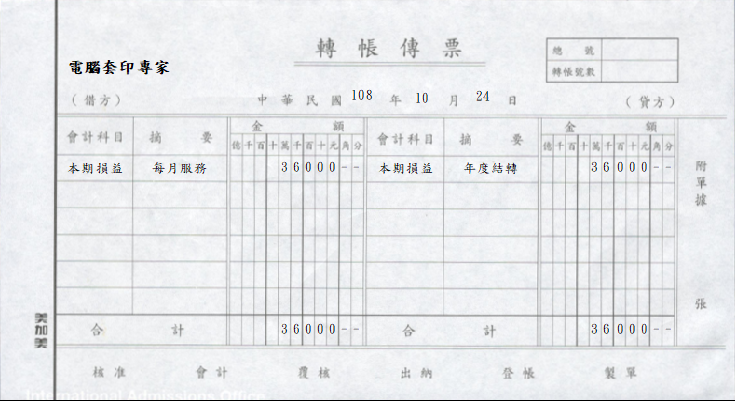 轉帳傳票
總號
轉帳號數
電腦套印專家
(借方) 中華民國 108 年 10 月 24 日 (貸方)
會計科目 摘要 金額 會計科目 摘要 金額
億千百十萬千百十元角分 億千百十萬千百十元角分
本期損益 每月服務 36000-- 本期損益 年度結轉 36000--
附單據
張
美加美
合計 36000-- 合計 36000--
核准 會計 覆核 出納 登帳 製單
International Admissions Office